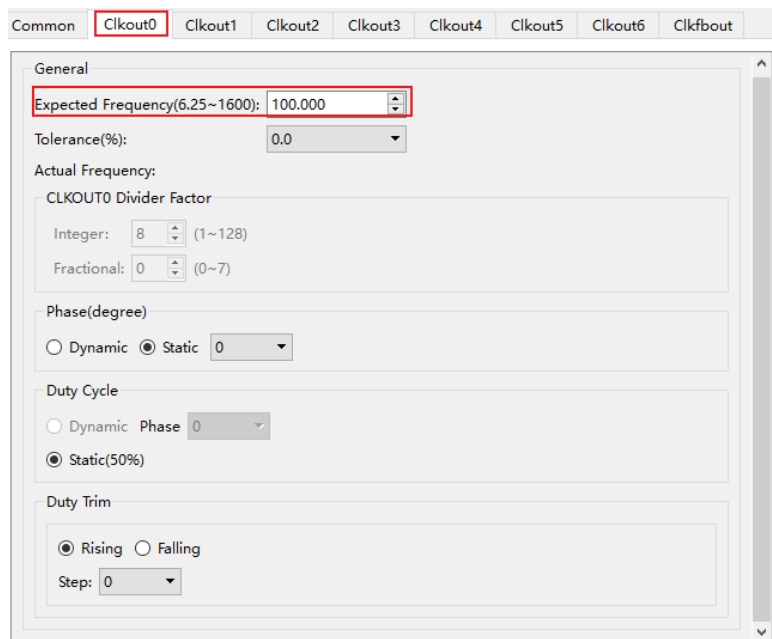 Common Clkout0 Clkout1 Clkout2 Clkout3 Clkout4 Clkout5 Clkout6 Clkfbout
General
Expected Frequency(6.25~1600): 100.000
Tolerance(%): 0.0
Actual Frequency:
CLKOUT0 Divider Factor
Integer: 8 (1~128)
Fractional: 0 (0~7)
Phase(degree)
Dynamic Static 0
Duty Cycle
Dynamic Phase 0
Static(50%)
Duty Trim
Rising Falling
Step: 0